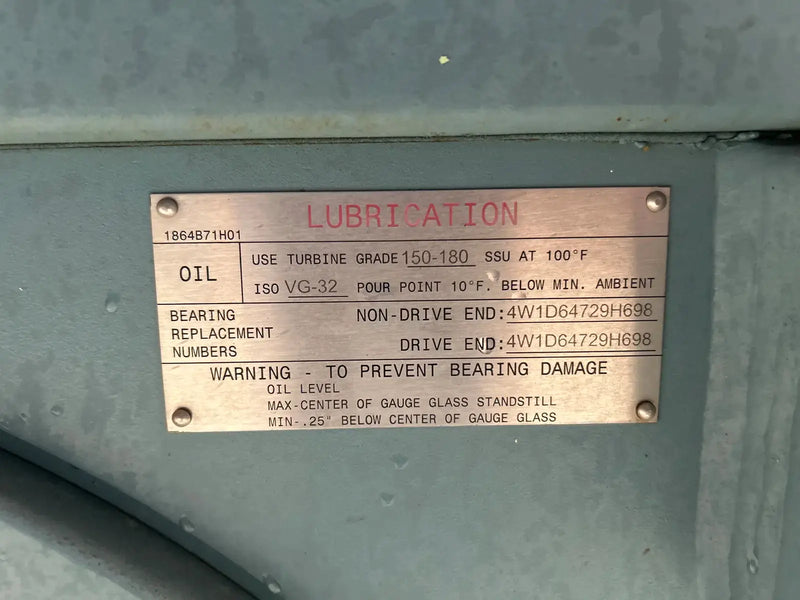 LUBRICATION
1864B71H01
OIL
USE TURBINE GRADE 150-180 SSU AT 100°F
ISO VG-32 POUR POINT 10°F. BELOW MIN. AMBIENT
BEARING
REPLACEMENT
NUMBERS
NON-DRIVE END: 4W1D64729H698
DRIVE END: 4W1D64729H698
WARNING - TO PREVENT BEARING DAMAGE
OIL LEVEL
MAX-CENTER OF GAUGE GLASS STANDSTILL
MIN-.25" BELOW CENTER OF GAUGE GLASS